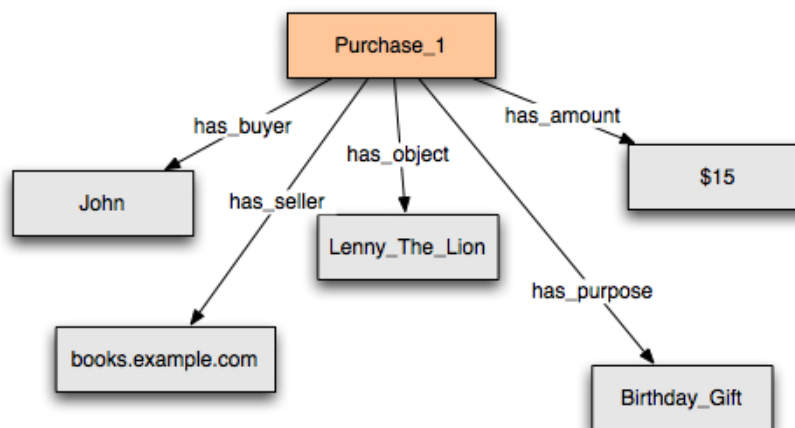 Purchase_1
has_buyer
has_amount
has_object
John
has_seller
$15
Lenny_The_Lion
has_purpose
books.example.com
Birthday_Gift